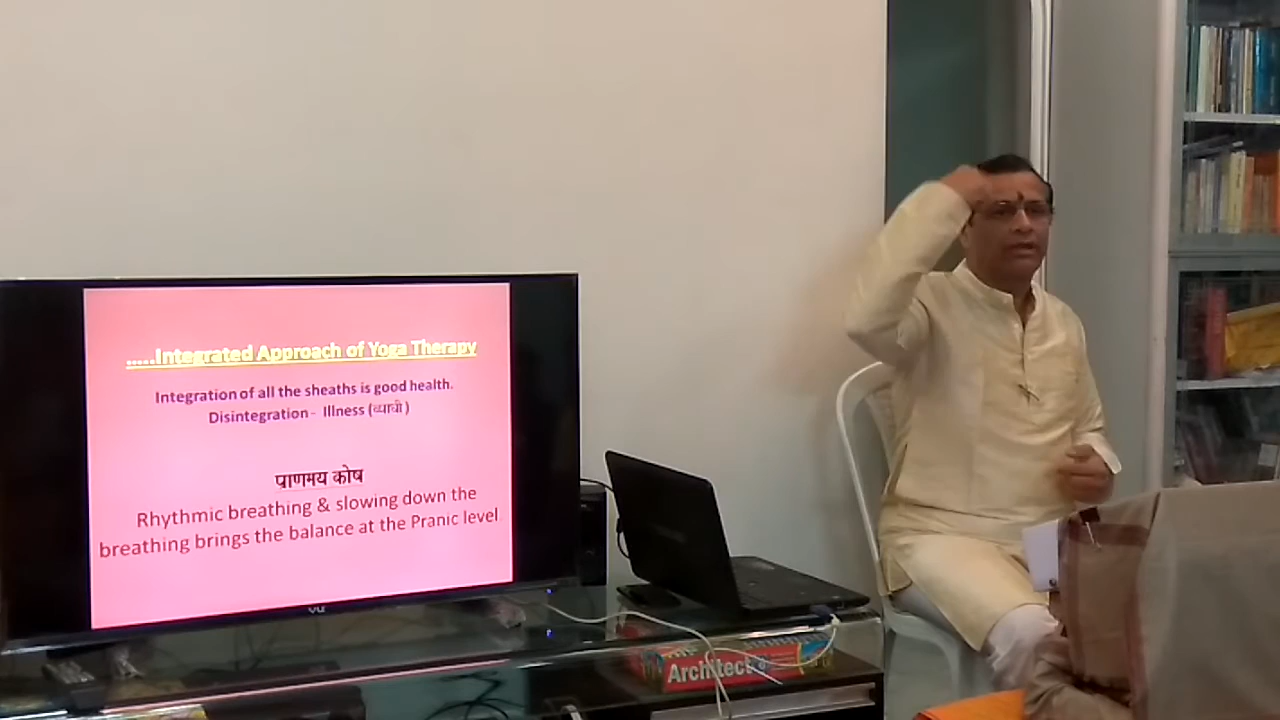 .....Integrated Approach of Yoga Therapy
Integration of all the sheaths is good health.
Disintegration - Illness (व्याधी)
प्राणमय कोष
Rhythmic breathing & slowing down the
breathing brings the balance at the Pranic level
VU
Architect